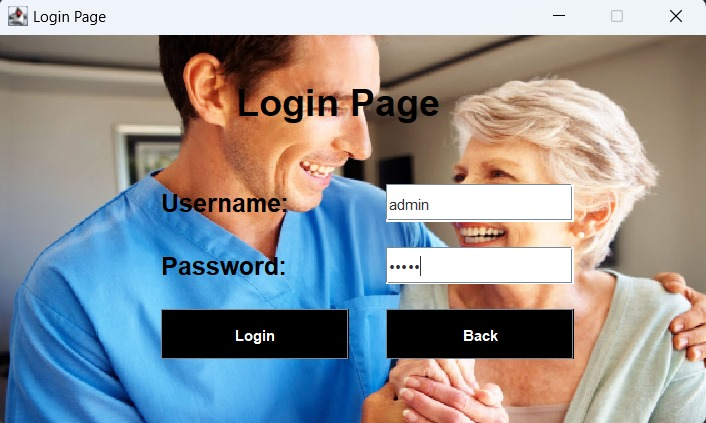 Login Page
Login Page
Username: admin
Password: •••••
Login Back